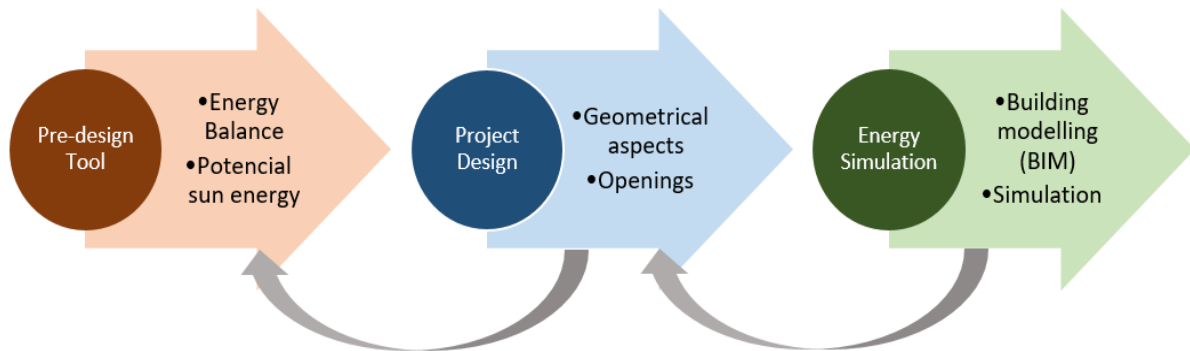 Pre-design
Tool
•Energy
Balance
•Potencial
sun energy
Project
Design
•Geometrical
aspects
•Openings
Energy
Simulation
•Building
modelling
(BIM)
•Simulation